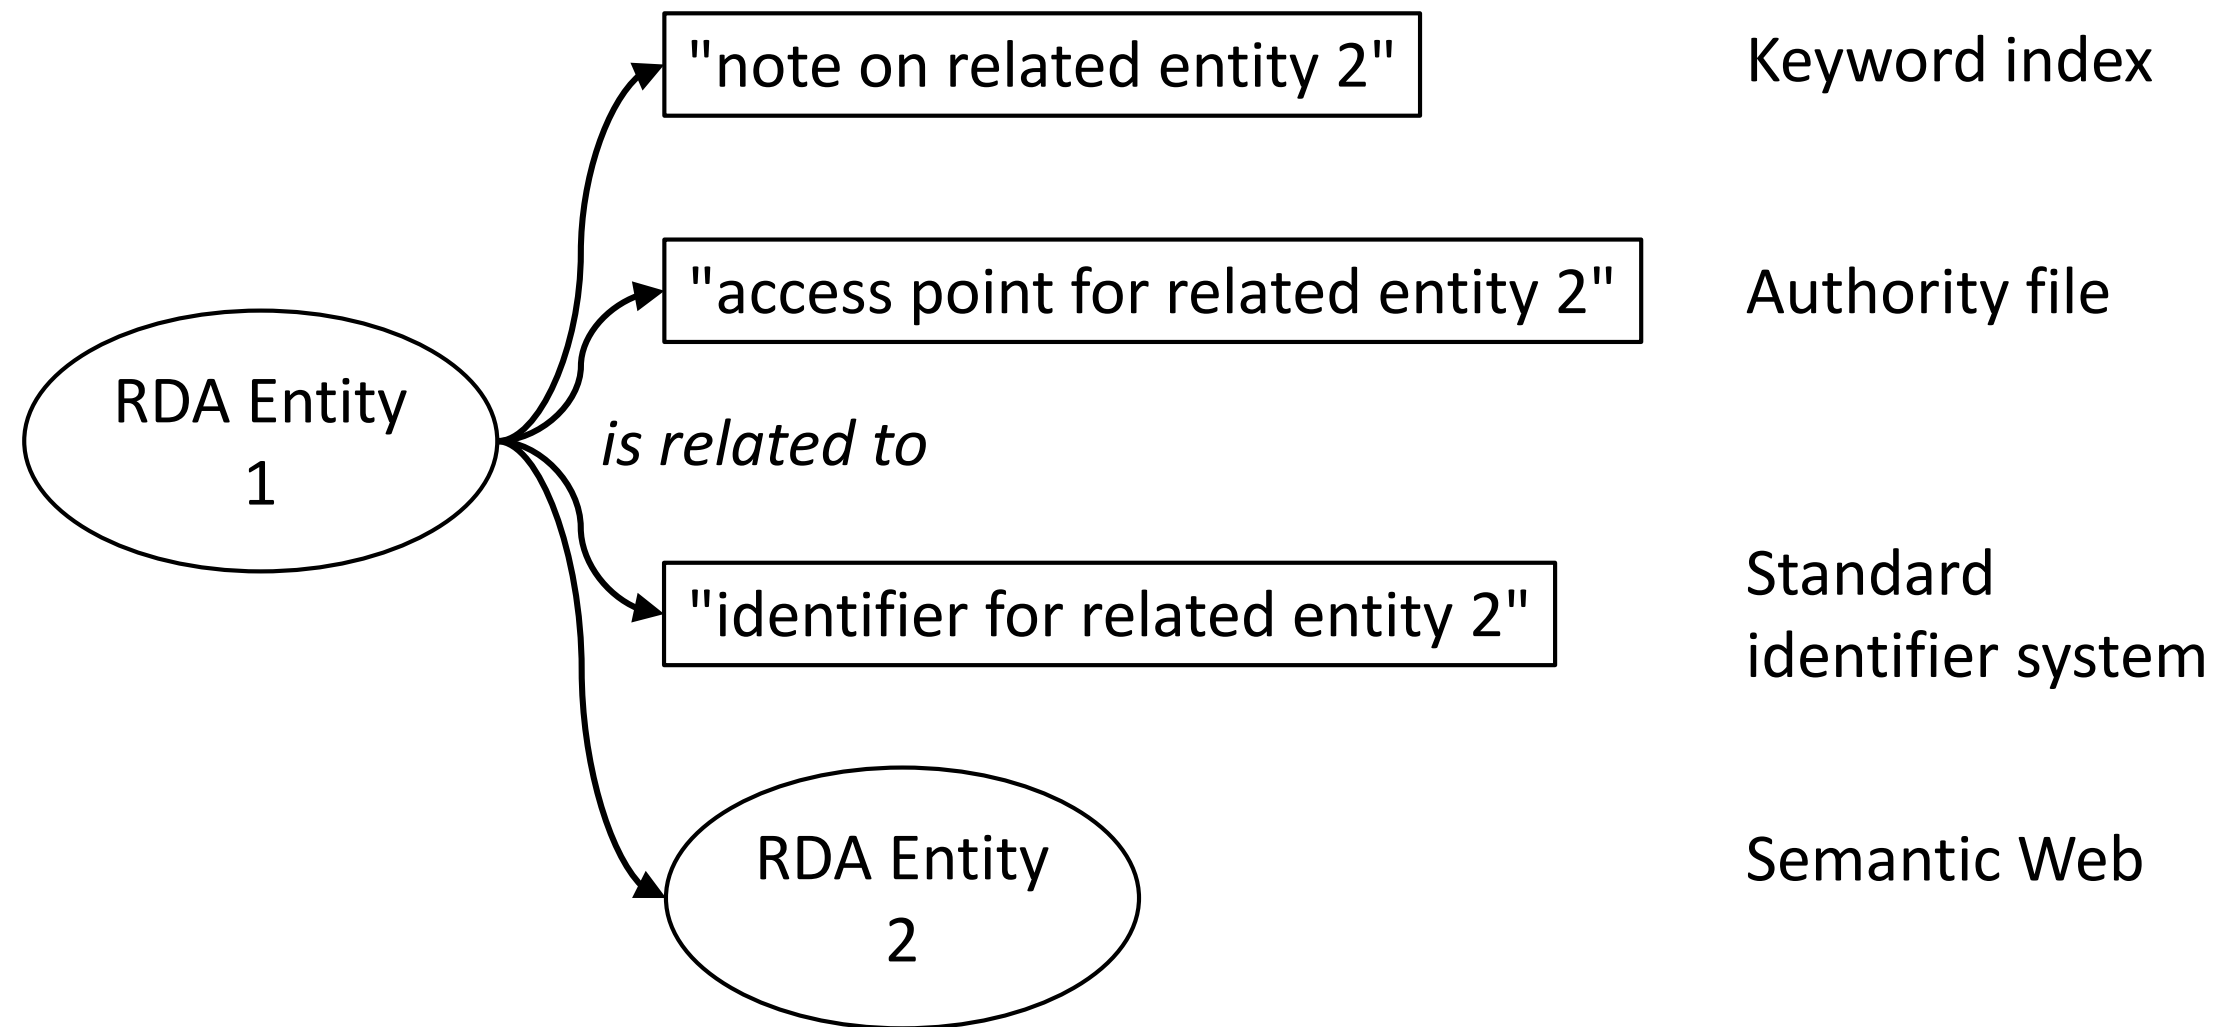 "note on related entity 2"
Keyword index
"access point for related entity 2"
Authority file
RDA Entity
1
is related to
"identifier for related entity 2"
Standard
identifier system
RDA Entity
2
Semantic Web